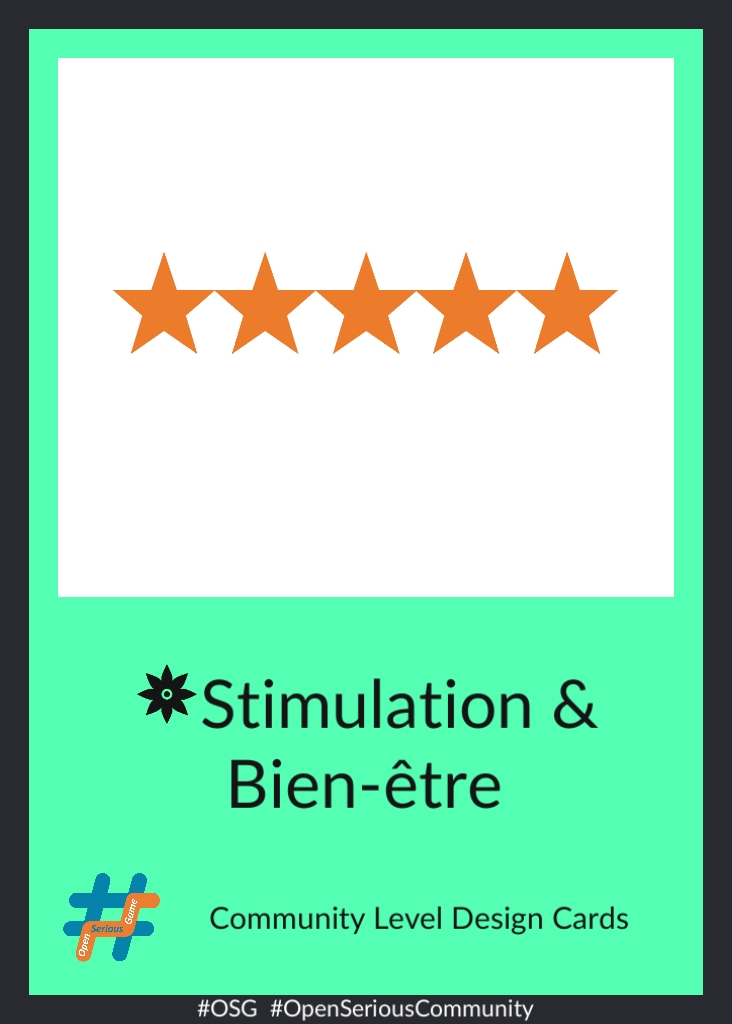 Stimulation &
Bien-être
Open Serious Game
Community Level Design Cards
#OSG #OpenSeriousCommunity